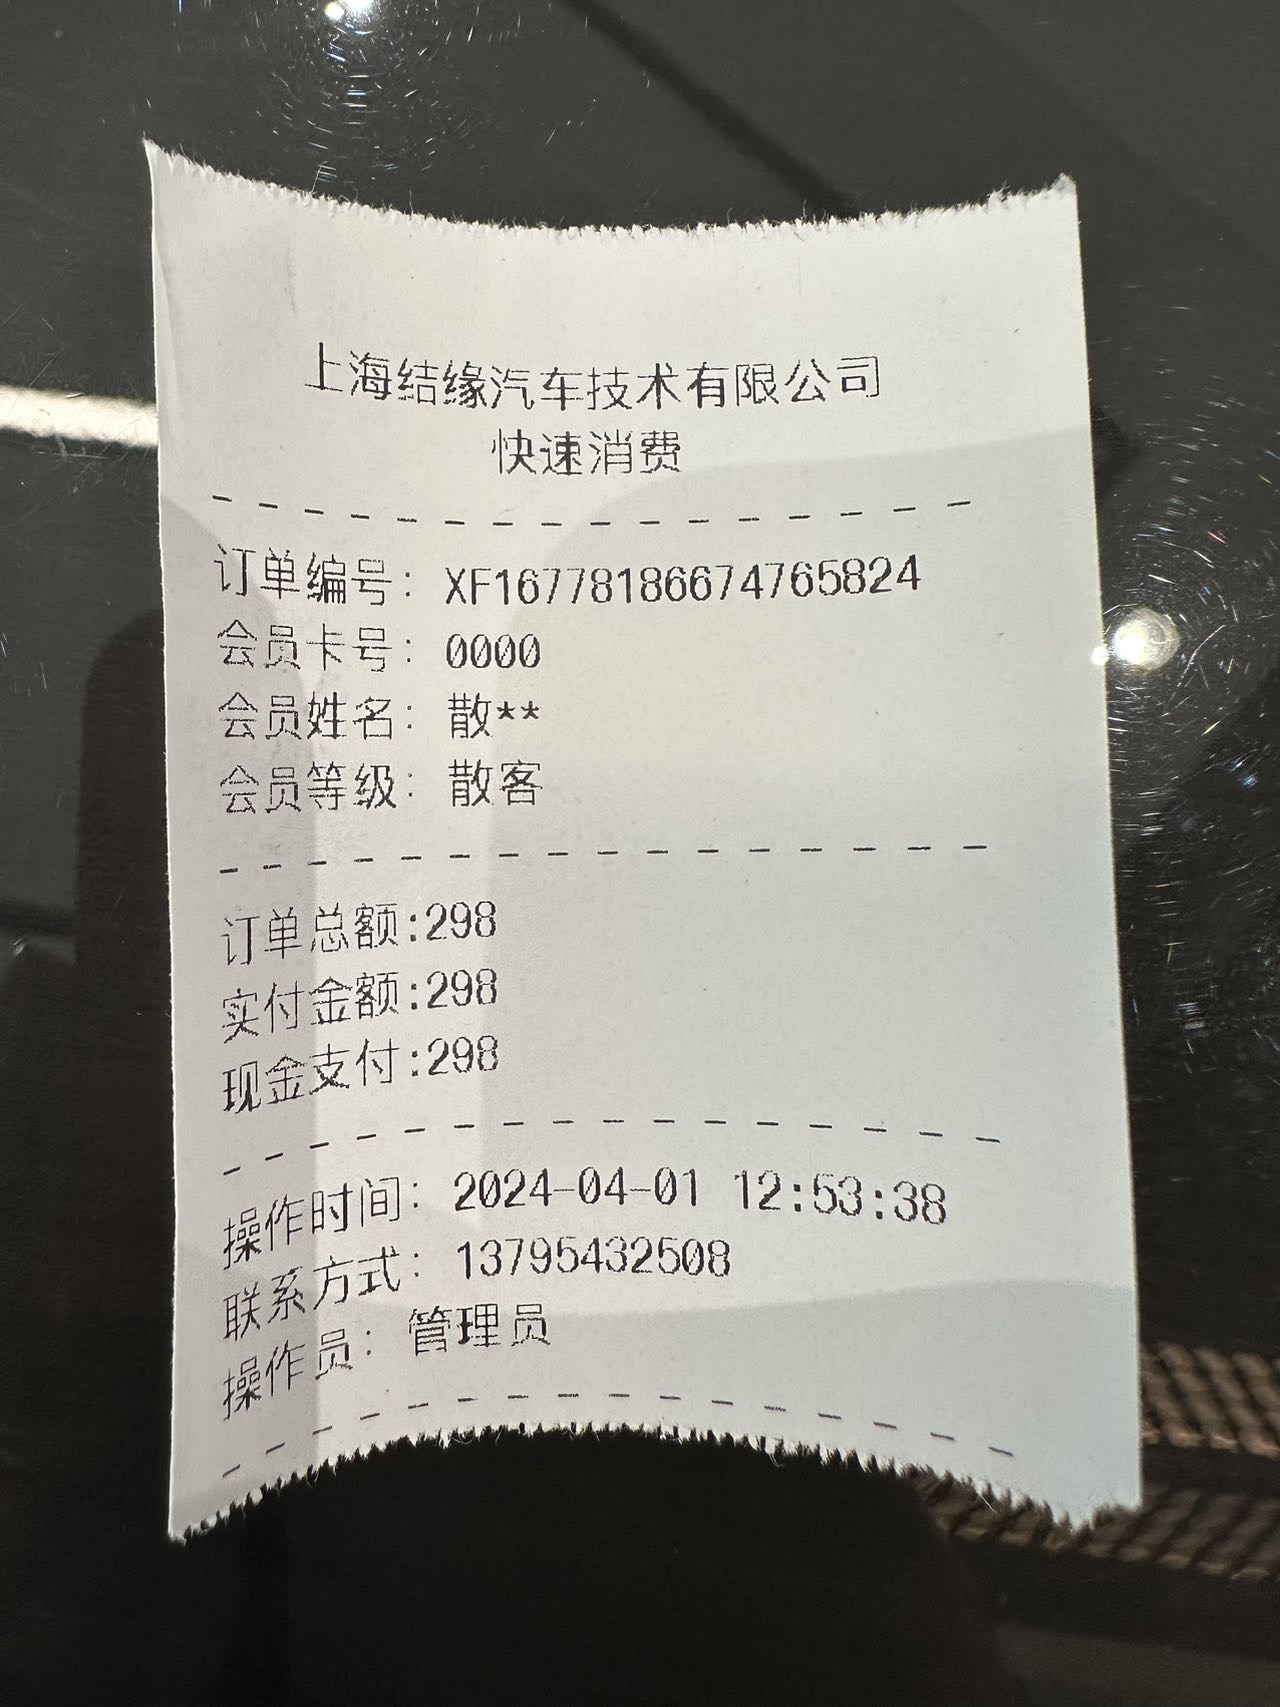 上海结缘汽车技术有限公司
快速消费
订单编号: XF16778186674765824
会员卡号: 0000
会员姓名: 散**
会员等级: 散客
订单总额:298
实付金额:298
现金支付:298
操作时间: 2024-04-01 12:53:38
联系方式: 13795432508
操作员: 管理员